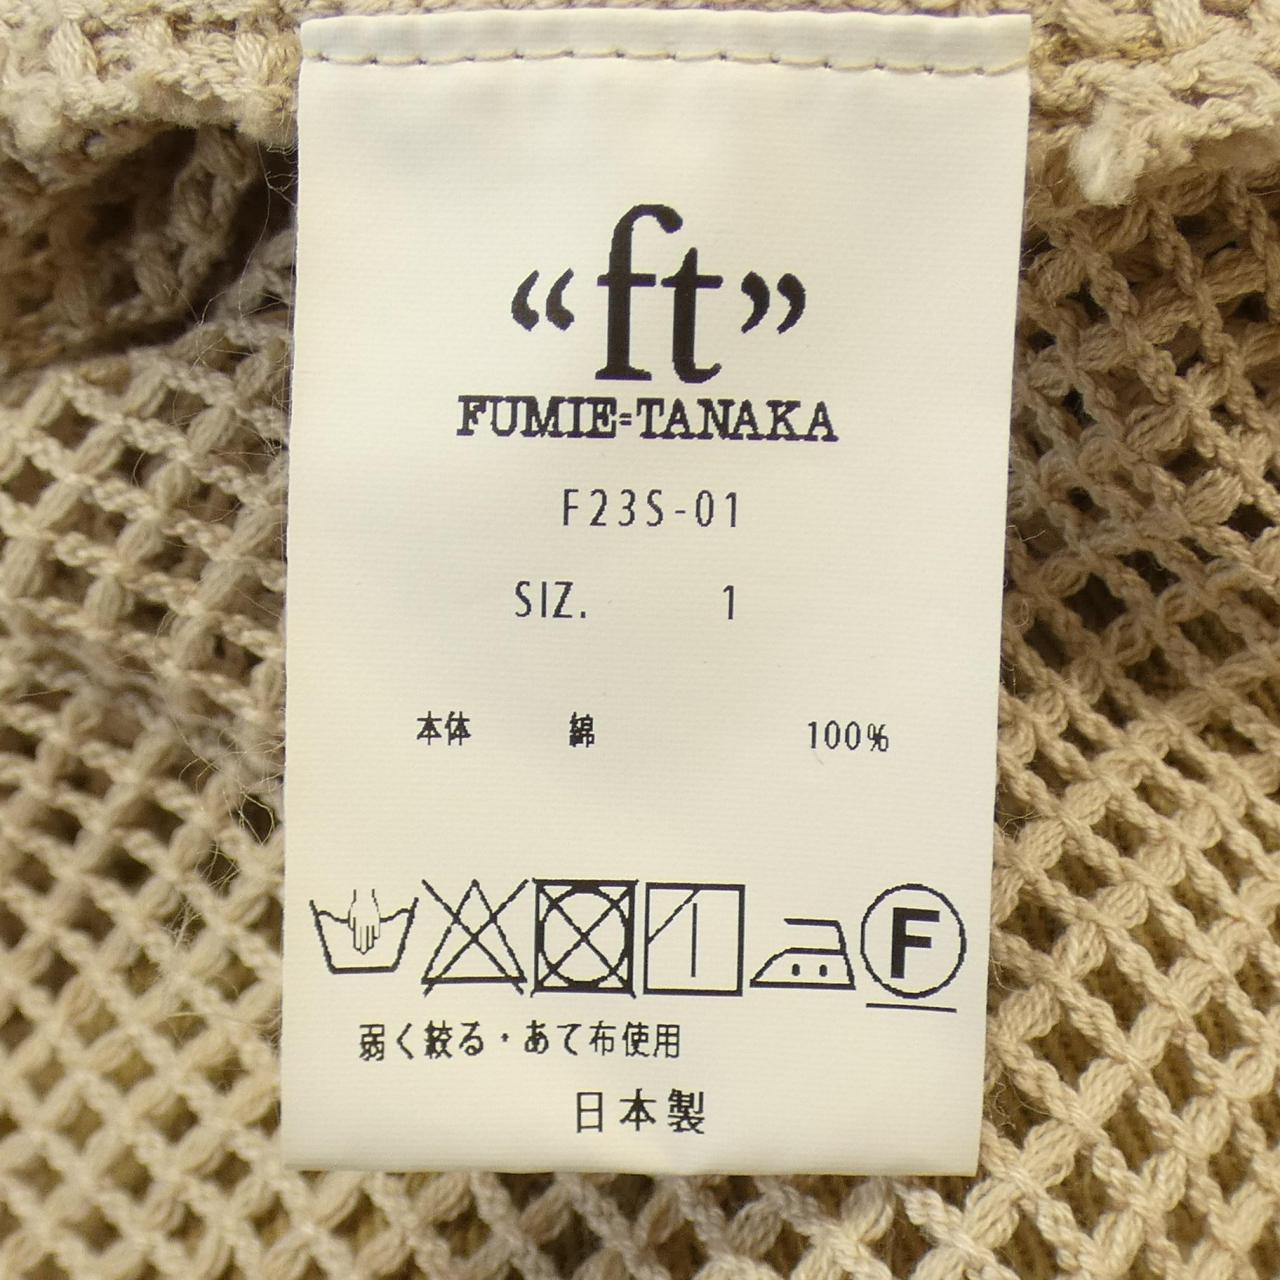 “ft”
FUMIE=TANAKA
F23S-01
SIZ. 1
本体 綿 100%
F
弱く絞る・あて布使用
日本製